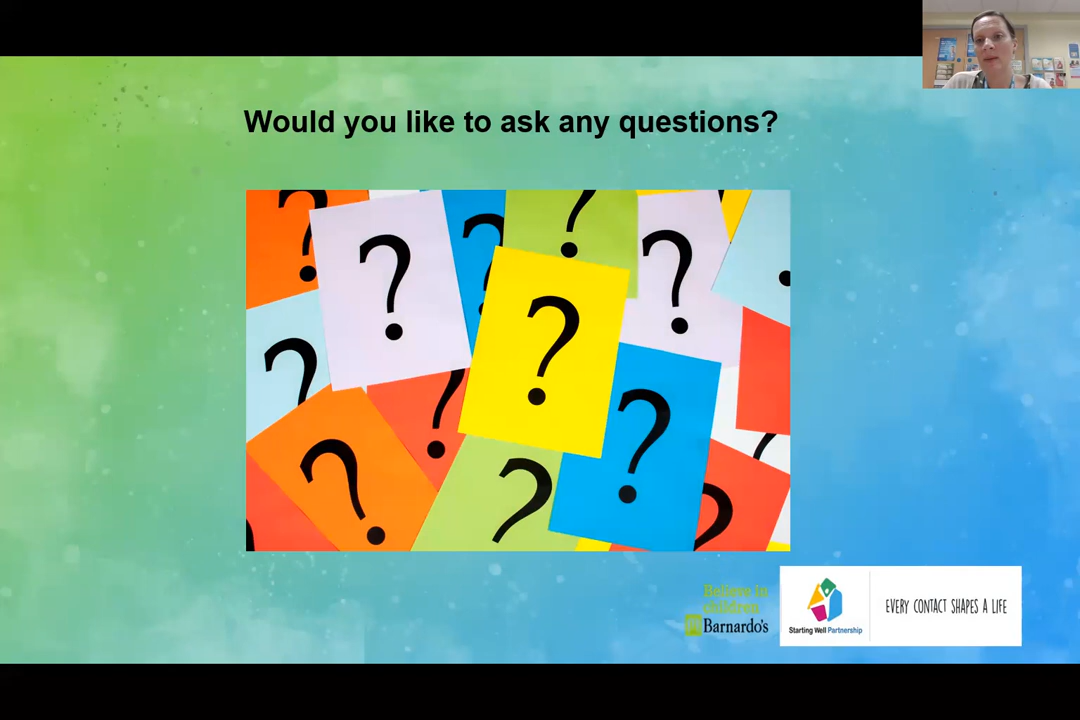 Would you like to ask any questions?
? ? ? ?
? ? ?
? ? ? ?
? ? ?
Believe in
children
Barnardo's
Starting Well Partnership
EVERY CONTACT SHAPES A LIFE